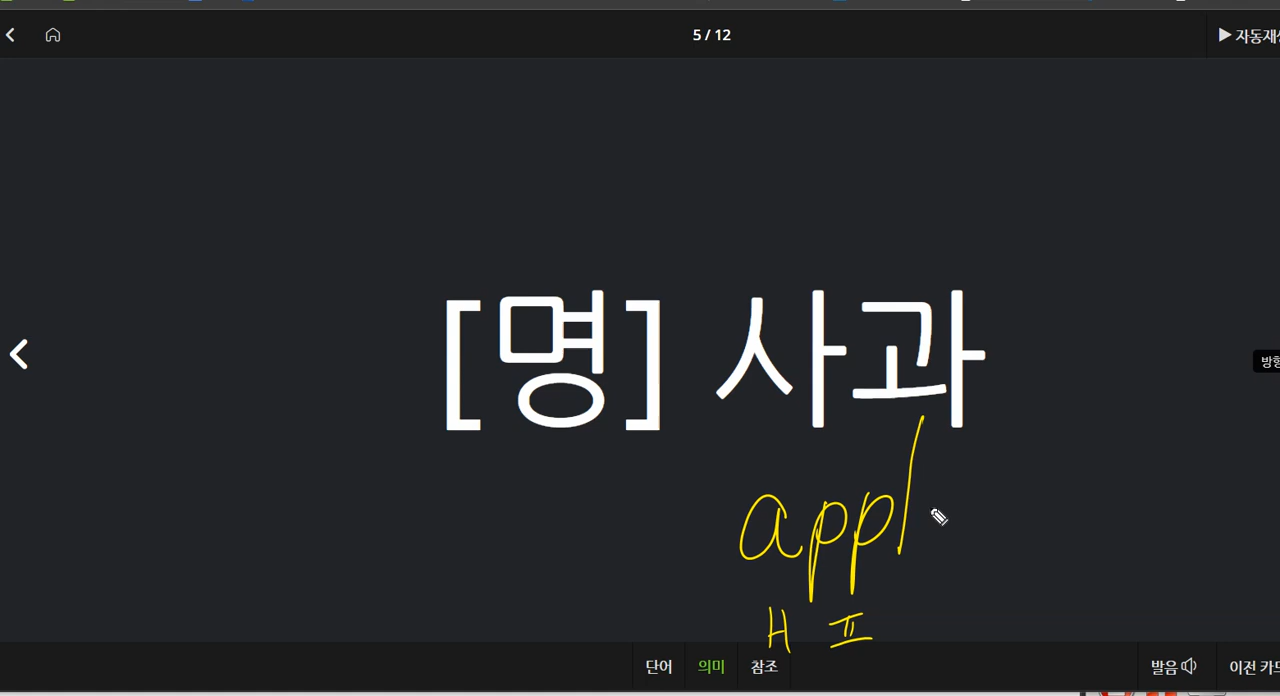 5 / 12
▶ 자동재
[명] 사과
appl
ㅐ ㅍ
단어 의미 참조 발음 이전 카